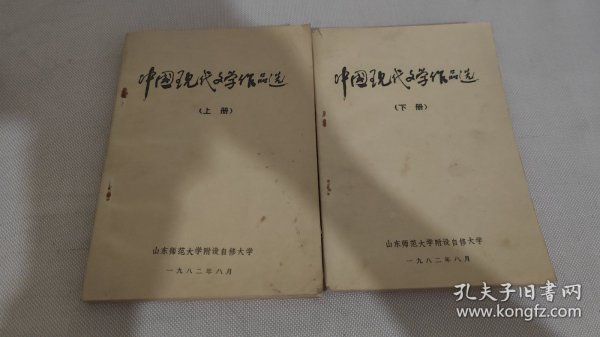 中国现代文学作品选
（上册）
山东师范大学附设自修大学
一九八二年八月
中国现代文学作品选
（下册）
山东师范大学附设自修大学
一九八二年八月
孔夫子旧书网
www.kongfz.com